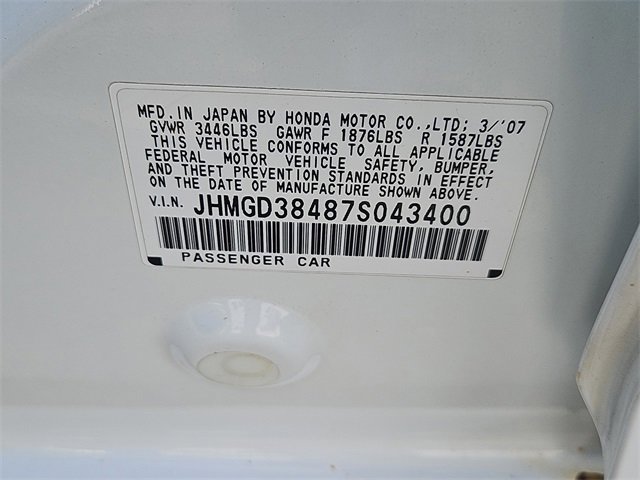 MFD. IN JAPAN BY HONDA MOTOR CO., LTD; 3/'07
GVWR 3446LBS GAWR F 1876LBS R 1587LBS
THIS VEHICLE CONFORMS TO ALL APPLICABLE
FEDERAL MOTOR VEHICLE SAFETY, BUMPER,
AND THEFT PREVENTION STANDARDS IN EFFECT
ON THE DATE OF MANUFACTURE SHOWN ABOVE.
V.I.N. JHMGD38487S043400
PASSENGER CAR